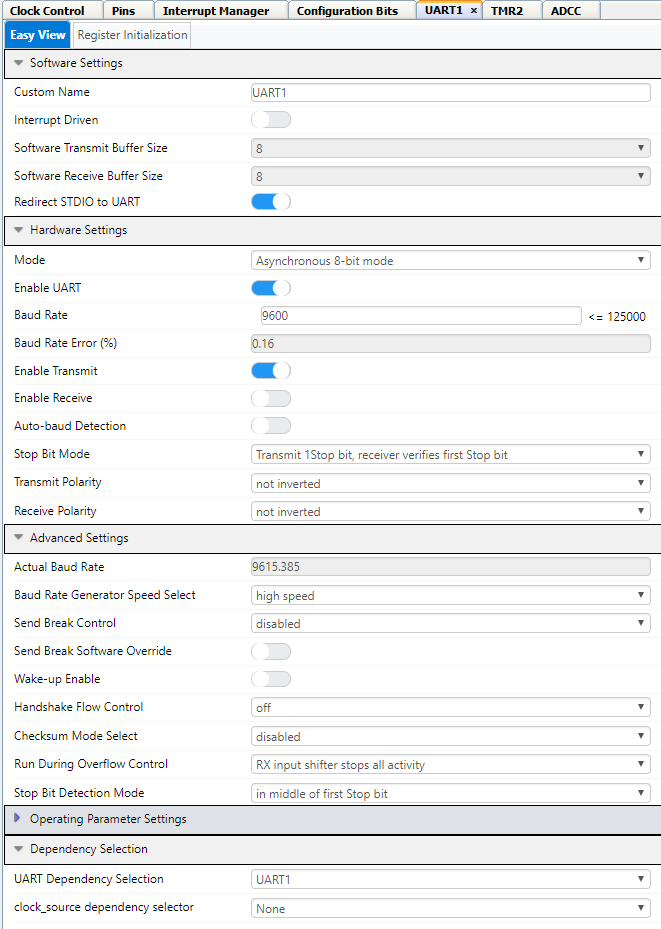 Clock Control Pins Interrupt Manager Configuration Bits UART1 × TMR2 ADCC
Easy View Register Initialization
Software Settings
Custom Name UART1
Interrupt Driven
Software Transmit Buffer Size 8
Software Receive Buffer Size 8
Redirect STDIO to UART
Hardware Settings
Mode Asynchronous 8-bit mode
Enable UART
Baud Rate 9600 <= 125000
Baud Rate Error (%) 0.16
Enable Transmit
Enable Receive
Auto-baud Detection
Stop Bit Mode Transmit 1Stop bit, receiver verifies first Stop bit
Transmit Polarity not inverted
Receive Polarity not inverted
Advanced Settings
Actual Baud Rate 9615.385
Baud Rate Generator Speed Select high speed
Send Break Control disabled
Send Break Software Override
Wake-up Enable
Handshake Flow Control off
Checksum Mode Select disabled
Run During Overflow Control RX input shifter stops all activity
Stop Bit Detection Mode in middle of first Stop bit
Operating Parameter Settings
Dependency Selection
UART Dependency Selection UART1
clock_source dependency selector None